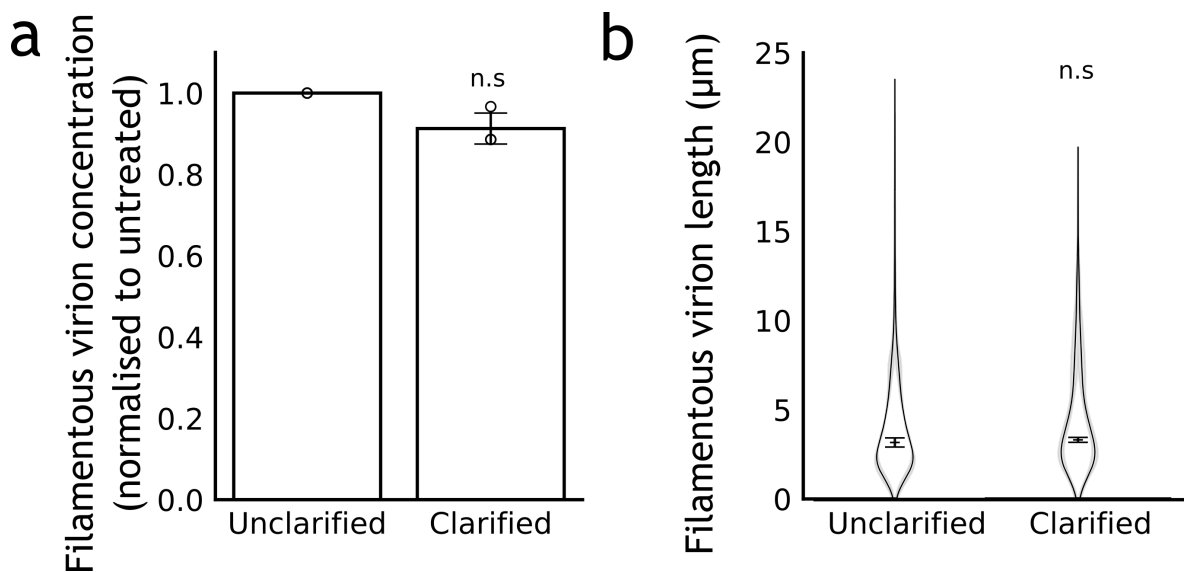 a
Filamentous virion concentration
(normalised to untreated)
1.0
0.8
0.6
0.4
0.2
0.0
n.s
Unclarified
Clarified
b
Filamentous virion length (μm)
25
20
15
10
5
0
n.s
Unclarified
Clarified